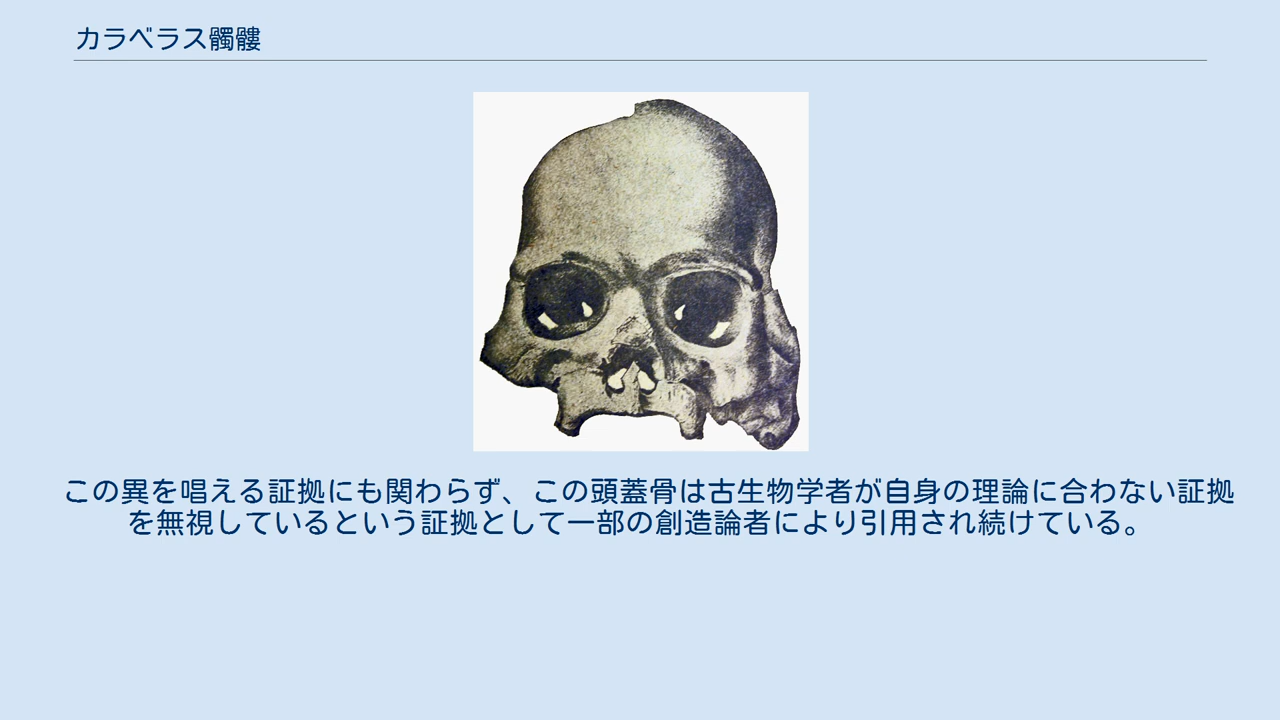 カラベラス髑髏
この異を唱える証拠にも関わらず、この頭蓋骨は古生物学者が自身の理論に合わない証拠
を無視しているという証拠として一部の創造論者により引用され続けている。